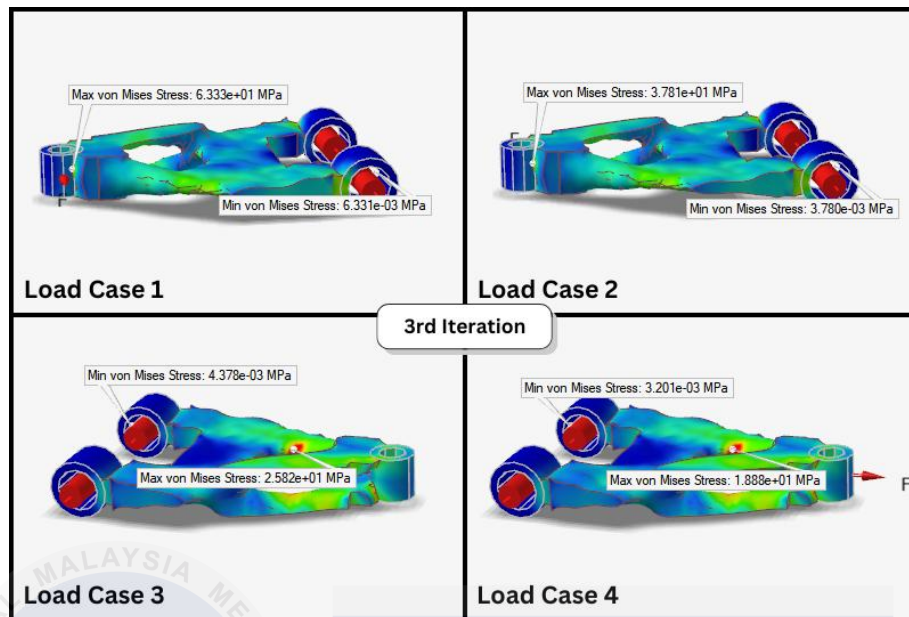 Max von Mises Stress: 6.333e+01 MPa
F
Min von Mises Stress: 6.331e-03 MPa
Load Case 1
Max von Mises Stress: 3.781e+01 MPa
Min von Mises Stress: 3.780e-03 MPa
Load Case 2
3rd Iteration
Min von Mises Stress: 4.378e-03 MPa
Max von Mises Stress: 2.582e+01 MPa
Load Case 3
Min von Mises Stress: 3.201e-03 MPa
Max von Mises Stress: 1.888e+01 MPa
F
Load Case 4
MALAYSIA